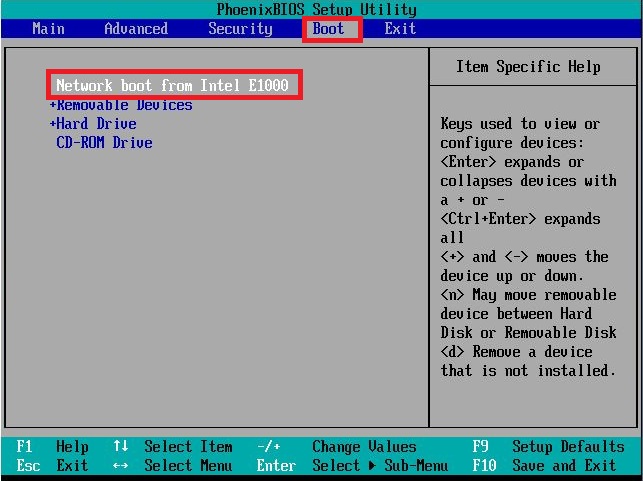 PhoenixBIOS Setup Utility
Main Advanced Security Boot Exit
Network boot from Intel E1000
+Removable Devices
+Hard Drive
CD-ROM Drive
Item Specific Help
Keys used to view or
configure devices:
<Enter> expands or
collapses devices with
a + or -
<Ctrl+Enter> expands
all
<+> and <-> moves the
device up or down.
<n> May move removable
device between Hard
Disk or Removable Disk
<d> Remove a device
that is not installed.
F1 Help ↑↓ Select Item -/+ Change Values F9 Setup Defaults
Esc Exit ↔ Select Menu Enter Select ▶ Sub-Menu F10 Save and Exit